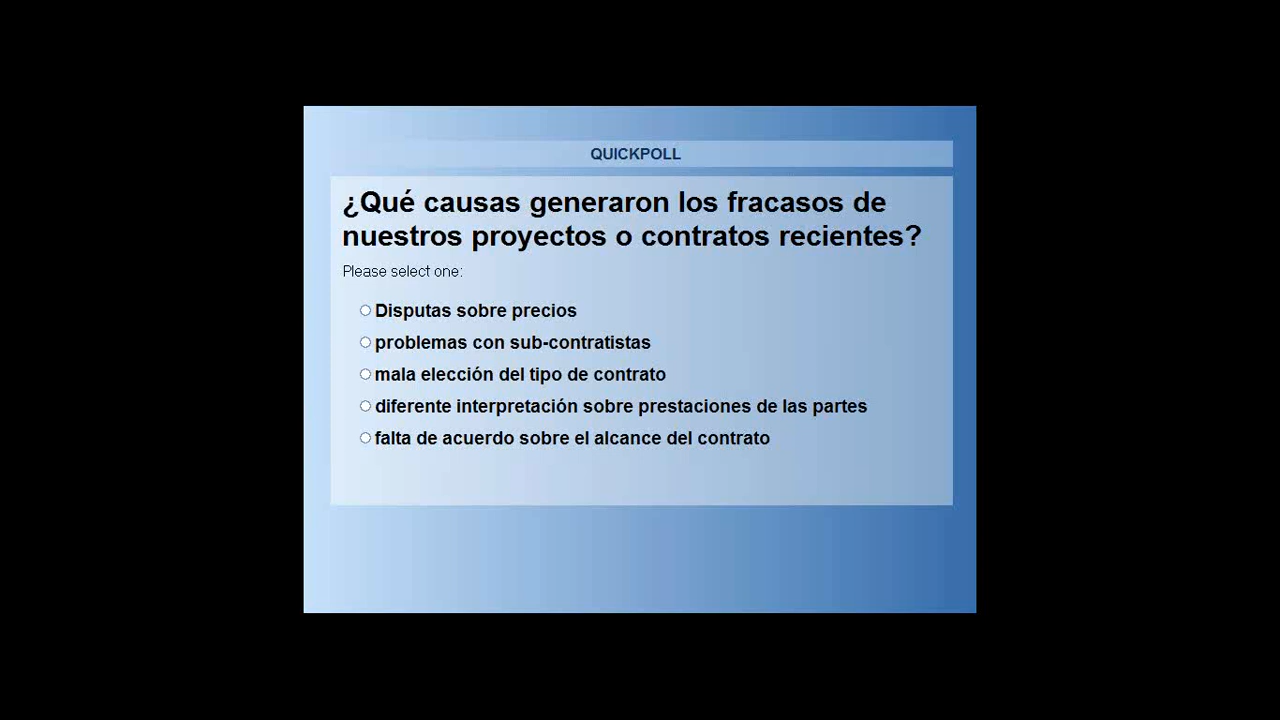 QUICKPOLL
¿Qué causas generaron los fracasos de
nuestros proyectos o contratos recientes?
Please select one:
Disputas sobre precios
problemas con sub-contratistas
mala elección del tipo de contrato
diferente interpretación sobre prestaciones de las partes
falta de acuerdo sobre el alcance del contrato